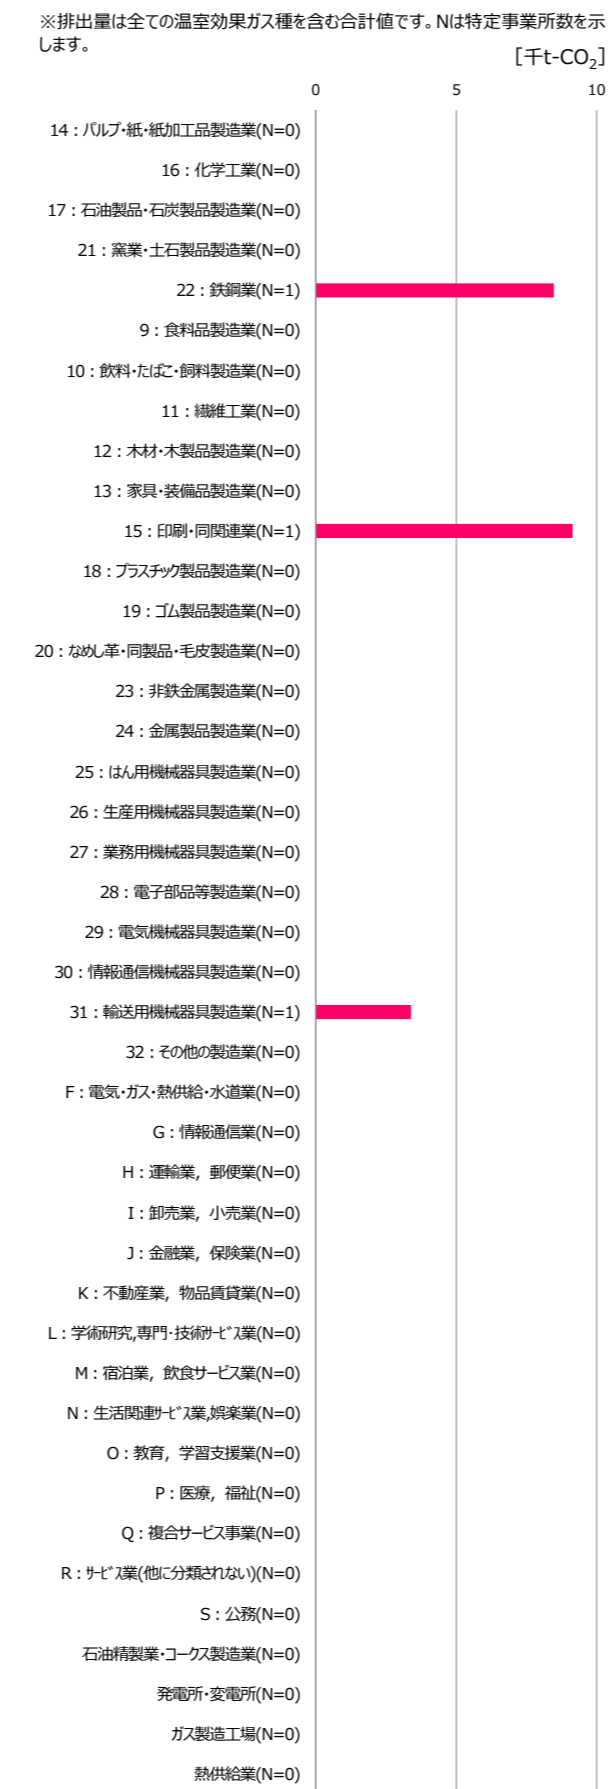 ※排出量は全ての温室効果ガス種を含む合計値です。Nは特定事業所数を示
します。
[千t-CO₂]
0 5 10
14：パルプ・紙・紙加工品製造業(N=0)
16：化学工業(N=0)
17：石油製品・石炭製品製造業(N=0)
21：窯業・土石製品製造業(N=0)
22：鉄鋼業(N=1)
9：食料品製造業(N=0)
10：飲料・たばこ・飼料製造業(N=0)
11：繊維工業(N=0)
12：木材・木製品製造業(N=0)
13：家具・装備品製造業(N=0)
15：印刷・同関連業(N=1)
18：プラスチック製品製造業(N=0)
19：ゴム製品製造業(N=0)
20：なめし革・同製品・毛皮製造業(N=0)
23：非鉄金属製造業(N=0)
24：金属製品製造業(N=0)
25：はん用機械器具製造業(N=0)
26：生産用機械器具製造業(N=0)
27：業務用機械器具製造業(N=0)
28：電子部品等製造業(N=0)
29：電気機械器具製造業(N=0)
30：情報通信機械器具製造業(N=0)
31：輸送用機械器具製造業(N=1)
32：その他の製造業(N=0)
F：電気・ガス・熱供給・水道業(N=0)
G：情報通信業(N=0)
H：運輸業，郵便業(N=0)
I：卸売業，小売業(N=0)
J：金融業，保険業(N=0)
K：不動産業，物品賃貸業(N=0)
L：学術研究,専門・技術ｻｰﾋﾞｽ業(N=0)
M：宿泊業，飲食サービス業(N=0)
N：生活関連ｻｰﾋﾞｽ業,娯楽業(N=0)
O：教育，学習支援業(N=0)
P：医療，福祉(N=0)
Q：複合サービス事業(N=0)
R：ｻｰﾋﾞｽ業(他に分類されない)(N=0)
S：公務(N=0)
石油精製業・コークス製造業(N=0)
発電所・変電所(N=0)
ガス製造工場(N=0)
熱供給業(N=0)